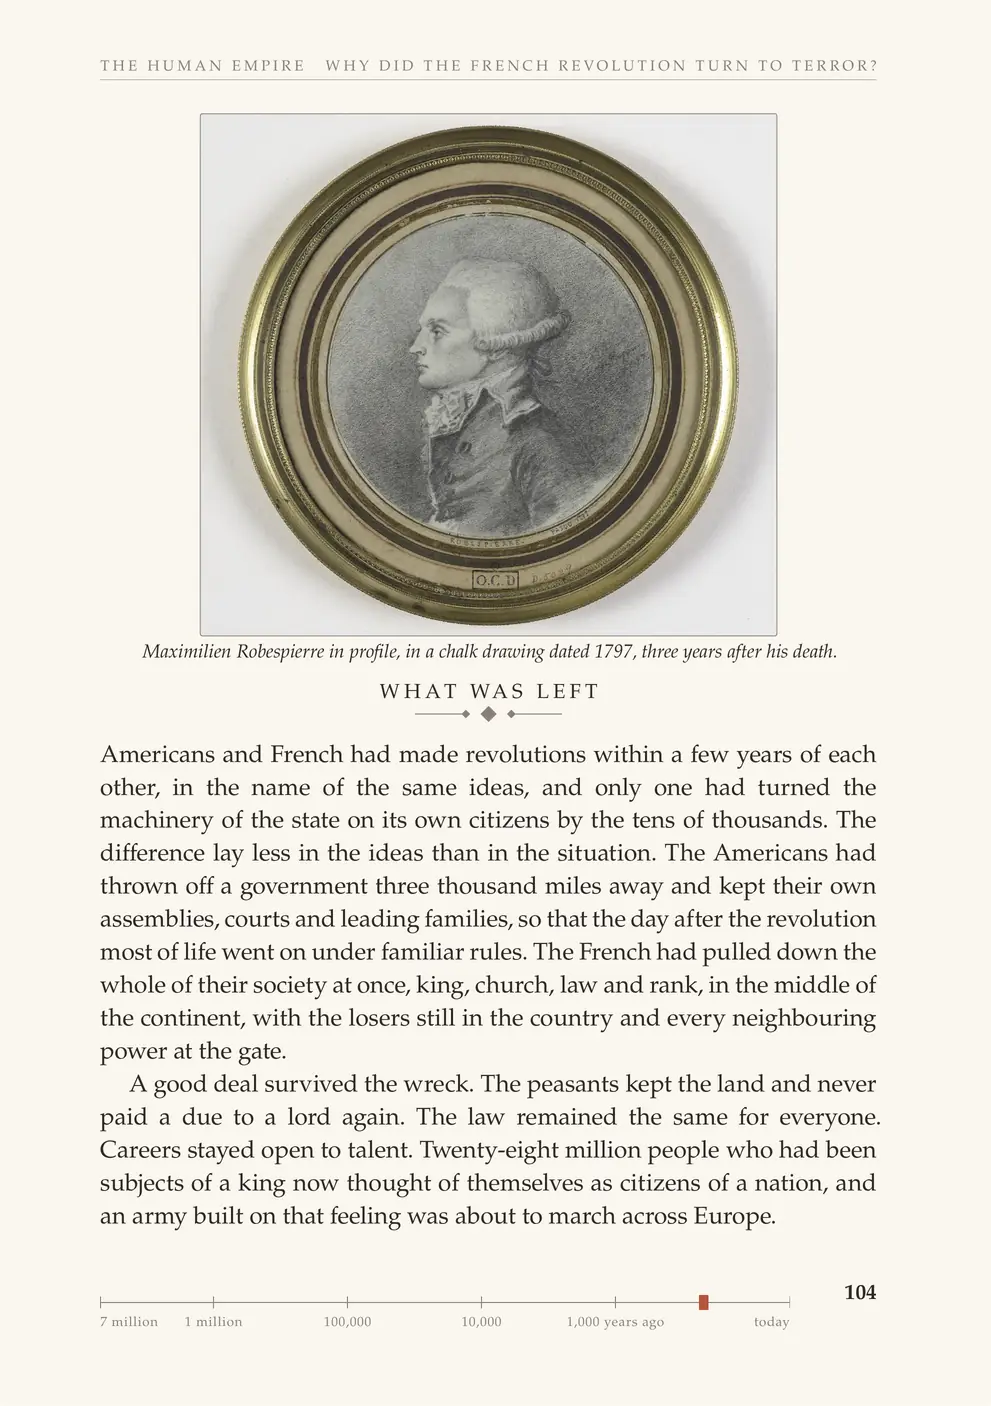 THE HUMAN EMPIRE WHY DID THE FRENCH REVOLUTION TURN TO TERROR?
O.C.D
Maximilien Robespierre in profile, in a chalk drawing dated 1797, three years after his death.
WHAT WAS LEFT
Americans and French had made revolutions within a few years of each
other, in the name of the same ideas, and only one had turned the
machinery of the state on its own citizens by the tens of thousands. The
difference lay less in the ideas than in the situation. The Americans had
thrown off a government three thousand miles away and kept their own
assemblies, courts and leading families, so that the day after the revolution
most of life went on under familiar rules. The French had pulled down the
whole of their society at once, king, church, law and rank, in the middle of
the continent, with the losers still in the country and every neighbouring
power at the gate.
A good deal survived the wreck. The peasants kept the land and never
paid a due to a lord again. The law remained the same for everyone.
Careers stayed open to talent. Twenty-eight million people who had been
subjects of a king now thought of themselves as citizens of a nation, and
an army built on that feeling was about to march across Europe.
104
7 million 1 million 100,000 10,000 1,000 years ago today